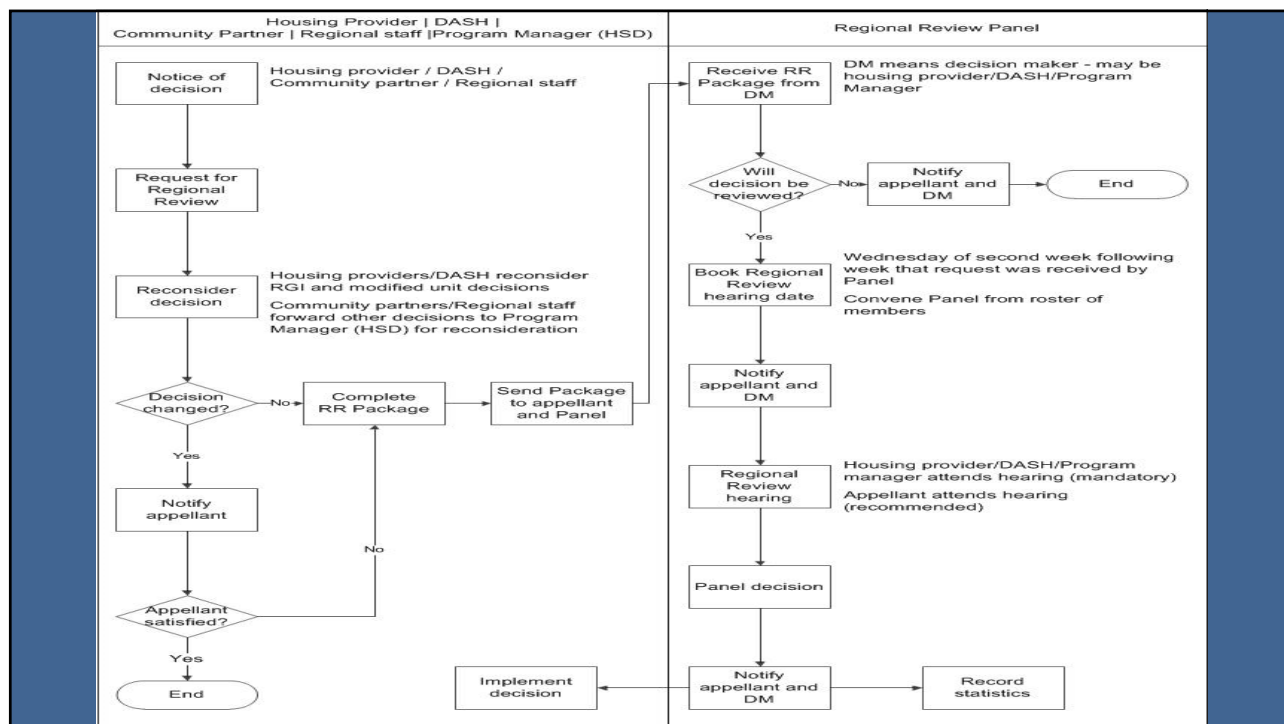 Housing Provider | DASH |
Community Partner | Regional staff |Program Manager (HSD)
Notice of
decision
Housing provider / DASH /
Community partner / Regional staff
Request for
Regional
Review
Reconsider
decision
Housing providers/DASH reconsider
RGI and modified unit decisions
Community partners/Regional staff
forward other decisions to Program
Manager (HSD) for reconsideration
Decision
changed?
No
Complete
RR Package
Send Package
to appellant
and Panel
Yes
Notify
appellant
No
Appellant
satisfied?
Yes
End
Regional Review Panel
Receive RR
Package from
DM
DM means decision maker - may be
housing provider/DASH/Program
Manager
Will
decision be
reviewed?
No
Notify
appellant and
DM
End
Yes
Book Regional
Review
hearing date
Wednesday of second week following
week that request was received by
Panel
Convene Panel from roster of
members
Notify
appellant and
DM
Regional
Review
hearing
Housing provider/DASH/Program
manager attends hearing (mandatory)
Appellant attends hearing
(recommended)
Panel decision
Implement
decision
Notify
appellant and
DM
Record
statistics